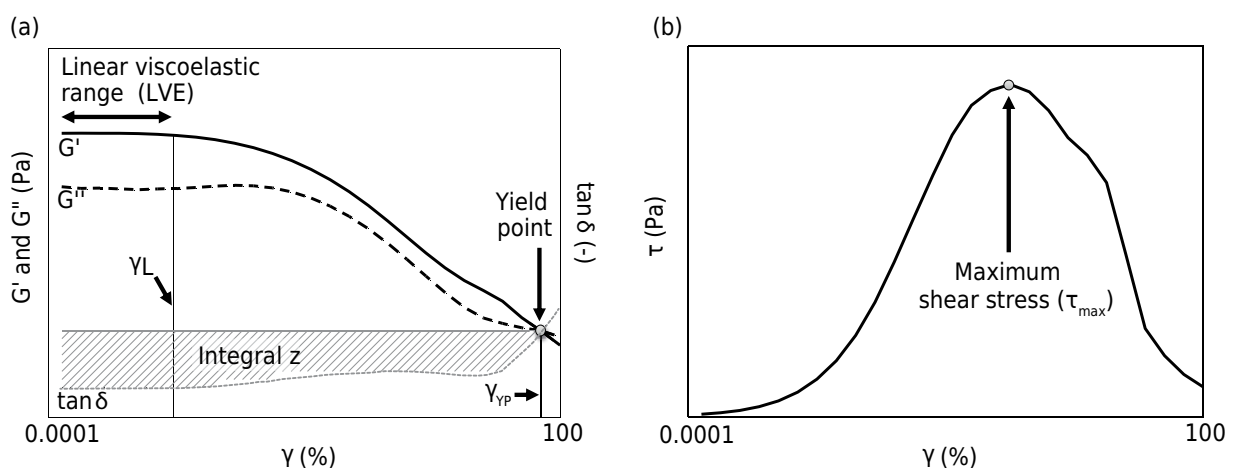 (a)
Linear viscoelastic
range (LVE)
G'
G"
γL
Yield
point
Integral z
tan δ
γYP
G' and G" (Pa)
tan δ (-)
0.0001
100
γ (%)
(b)
τ (Pa)
Maximum
shear stress (τmax)
0.0001
100
γ (%)